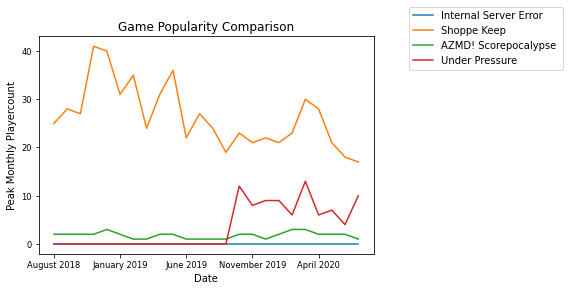 Game Popularity Comparison
Internal Server Error
Shoppe Keep
AZMD! Scorepocalypse
Under Pressure
Peak Monthly Playercount
40
30
20
10
0
August 2018 January 2019 June 2019 November 2019 April 2020
Date